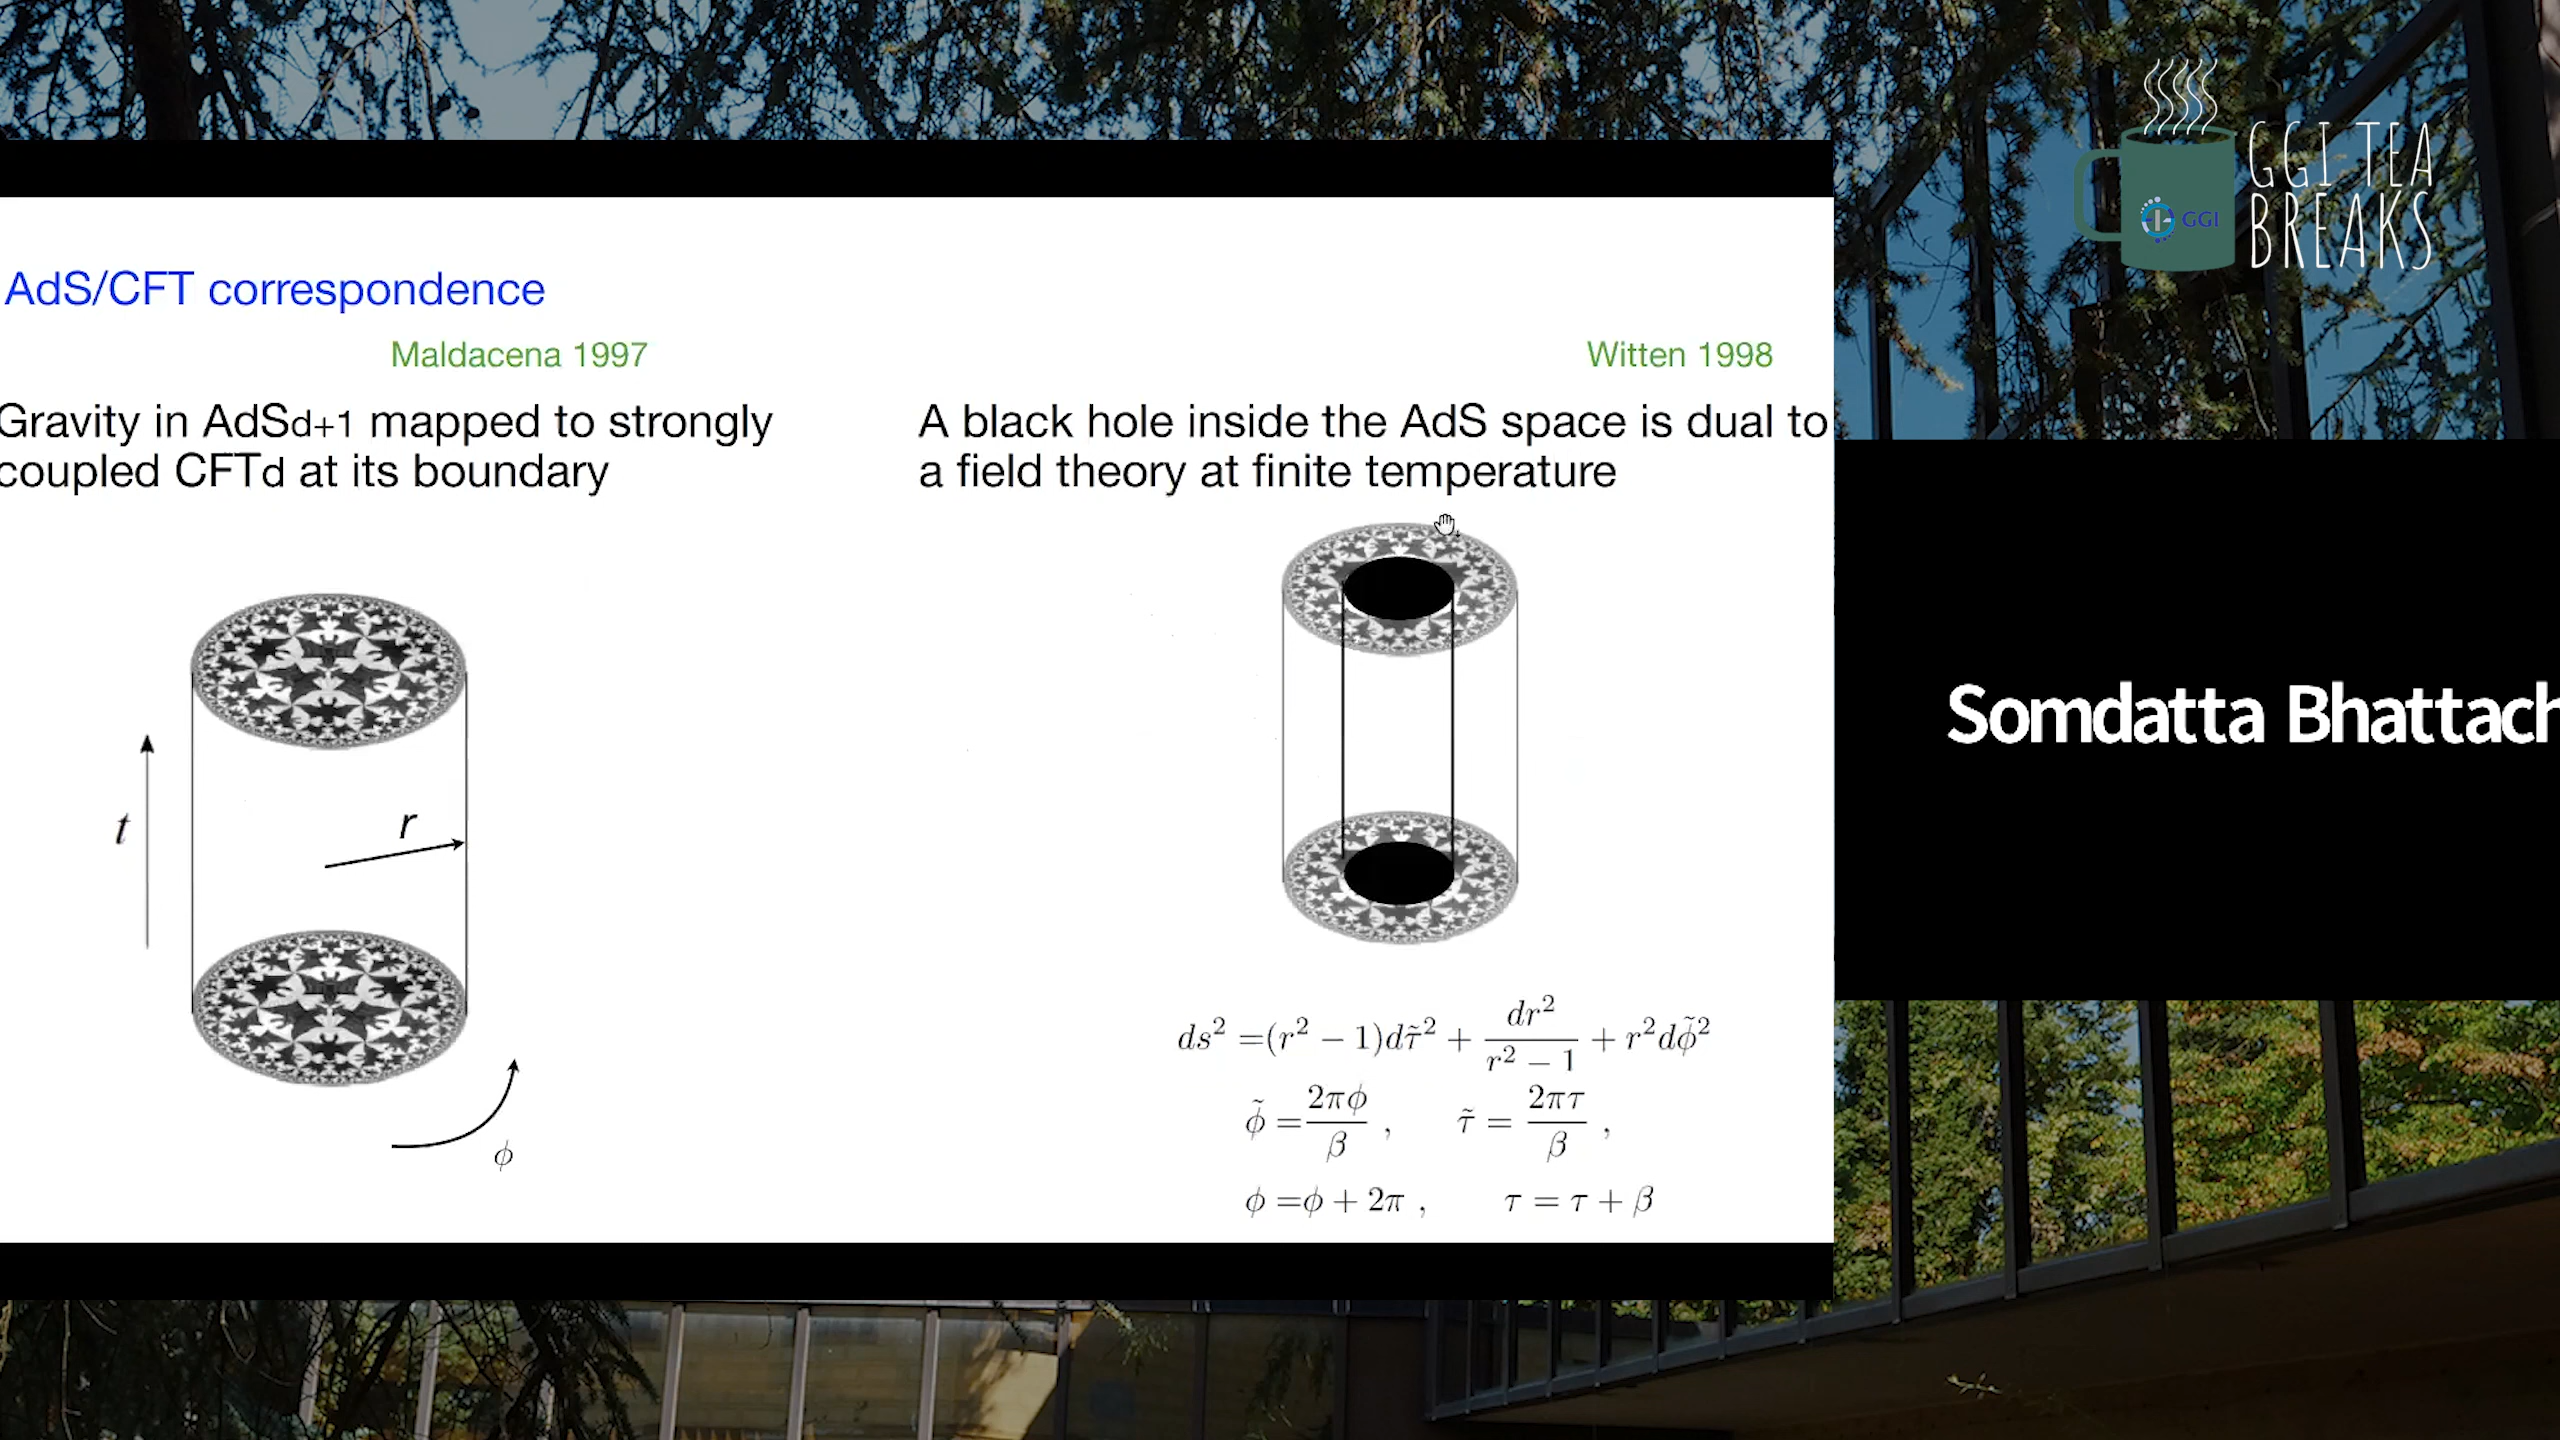 AdS/CFT correspondence
Maldacena 1997
Gravity in AdSd+1 mapped to strongly
coupled CFTd at its boundary
t
r
ϕ
Witten 1998
A black hole inside the AdS space is dual to
a field theory at finite temperature
ds² =(r² − 1)dτ̃² + dr²/(r² − 1) + r²dϕ̃²
ϕ̃ = 2πϕ/β , τ̃ = 2πτ/β ,
ϕ =ϕ + 2π , τ = τ + β
GGI TEA
BREAKS
GGI
Somdatta Bhattach